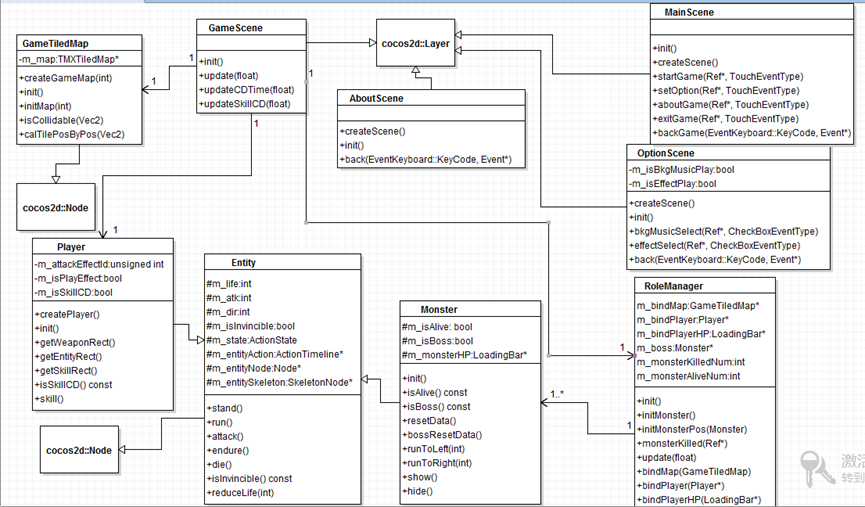 GameTiledMap
-m_map:TMXTiledMap*
+createGameMap(int)
+init()
+initMap(int)
+isCollidable(Vec2)
+calTilePosByPos(Vec2)
1
1
GameScene
+init()
+update(float)
+updateCDTime(float)
+updateSkillCD(float)
1
1
cocos2d::Layer
AboutScene
+createScene()
+init()
+back(EventKeyboard::KeyCode, Event*)
MainScene
+init()
+createScene()
+startGame(Ref*, TouchEventType)
+setOption(Ref*, TouchEventType)
+aboutGame(Ref*, TouchEventType)
+exitGame(Ref*, TouchEventType)
+backGame(EventKeyboard::KeyCode, Event*)
OptionScene
-m_isBkgMusicPlay:bool
-m_isEffectPlay:bool
+createScene()
+init()
+bkgMusicSelect(Ref*, CheckBoxEventType)
+effectSelect(Ref*, CheckBoxEventType)
+back(EventKeyboard::KeyCode, Event*)
cocos2d::Node
1
Player
-m_attackEffectId:unsigned int
-m_isPlayEffect:bool
-m_isSkillCD:bool
+createPlayer()
+init()
+getWeaponRect()
+getEntityRect()
+getSkillRect()
+isSkillCD() const
+skill()
cocos2d::Node
Entity
#m_life:int
#m_atk:int
#m_dir:int
#m_isInvincible:bool
#m_state:ActionState
#m_entityAction:ActionTimeline*
#m_entityNode:Node*
#m_entitySkeleton:SkeletonNode*
+stand()
+run()
+attack()
+endure()
+die()
+isInvincible() const
+reduceLife(int)
Monster
#m_isAlive: bool
#m_isBoss:bool
#m_monsterHP:LoadingBar*
+init()
+isAlive() const
+isBoss() const
+resetData()
+bossResetData()
+runToLeft(int)
+runToRight(int)
+show()
+hide()
1..*
1
1
RoleManager
m_bindMap:GameTiledMap*
m_bindPlayer:Player*
m_bindPlayerHP:LoadingBar*
m_boss:Monster*
m_monsterKilledNum:int
m_monsterAliveNum:int
+init()
+initMonster()
+initMonsterPos(Monster)
+monsterKilled(Ref*)
+update(float)
+bindMap(GameTiledMap)
+bindPlayer(Player*)
+bindPlayerHP(LoadingBar*)
激活
转到